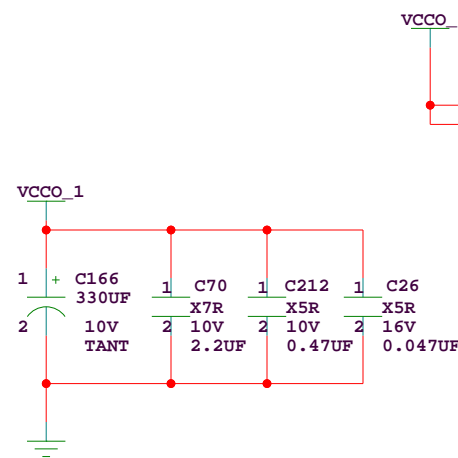 VCCO_
VCCO_1
1 + C166
330UF
2 10V
TANT
1 C70
X7R
2 10V
2.2UF
1 C212
X5R
2 10V
0.47UF
1 C26
X5R
2 16V
0.047UF